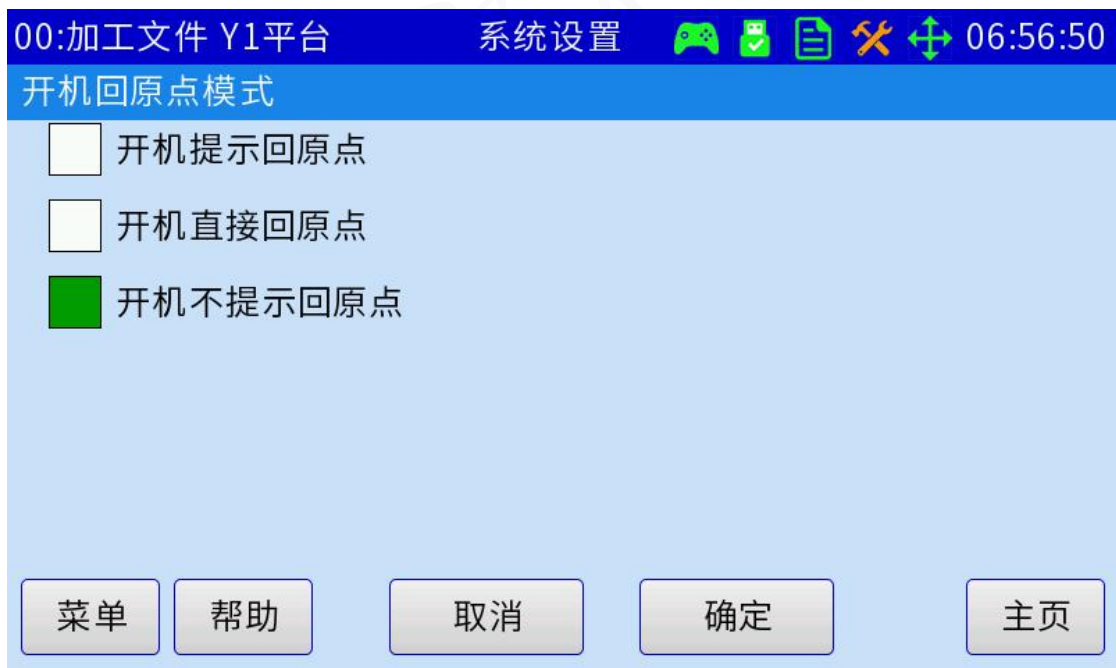 00:加工文件 Y1平台 系统设置 06:56:50
开机回原点模式
开机提示回原点
开机直接回原点
开机不提示回原点
菜单 帮助 取消 确定 主页